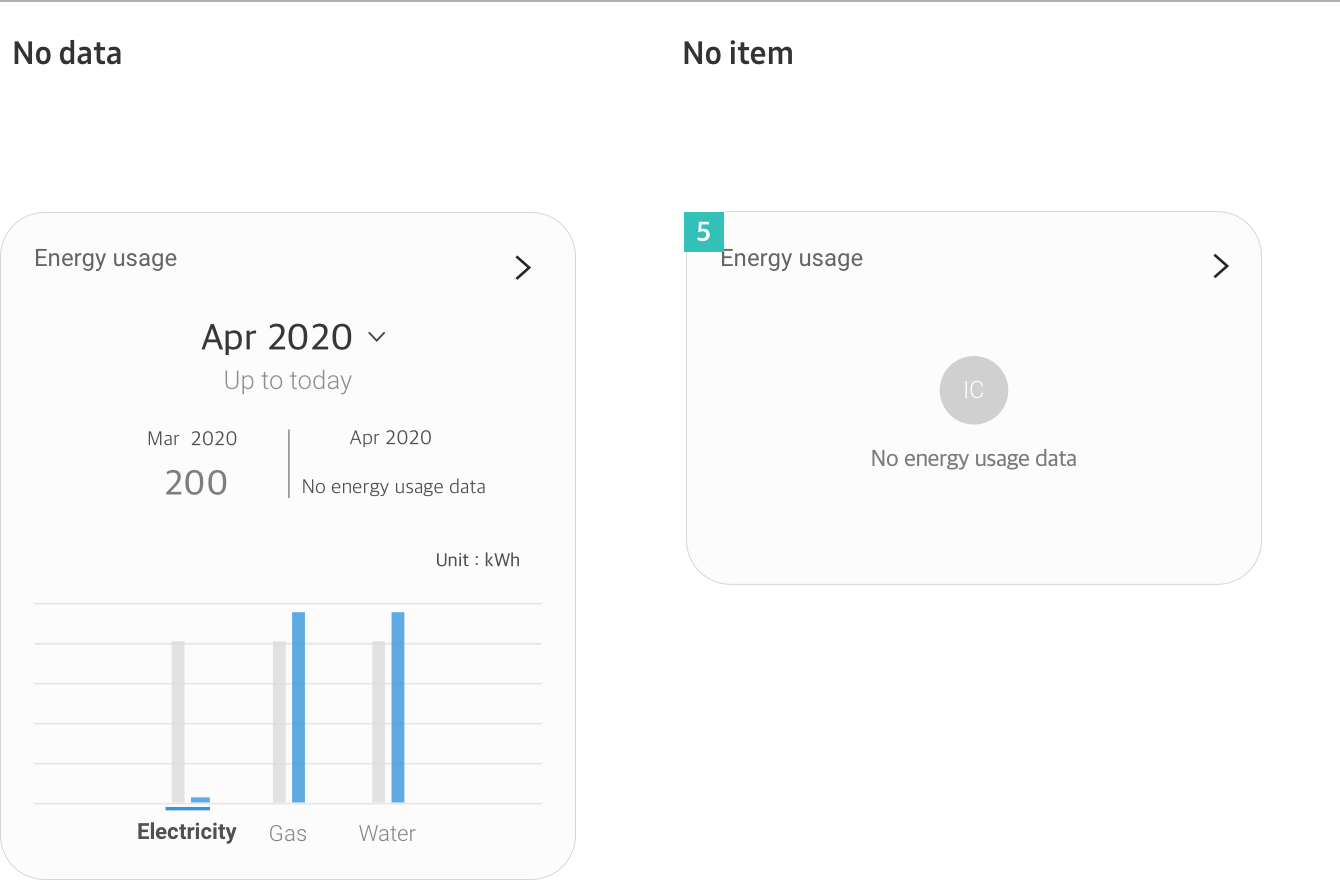 No data
No item
Energy usage
Apr 2020
Up to today
Mar 2020
Apr 2020
200
No energy usage data
Unit : kWh
Electricity
Gas
Water
5
Energy usage
IC
No energy usage data